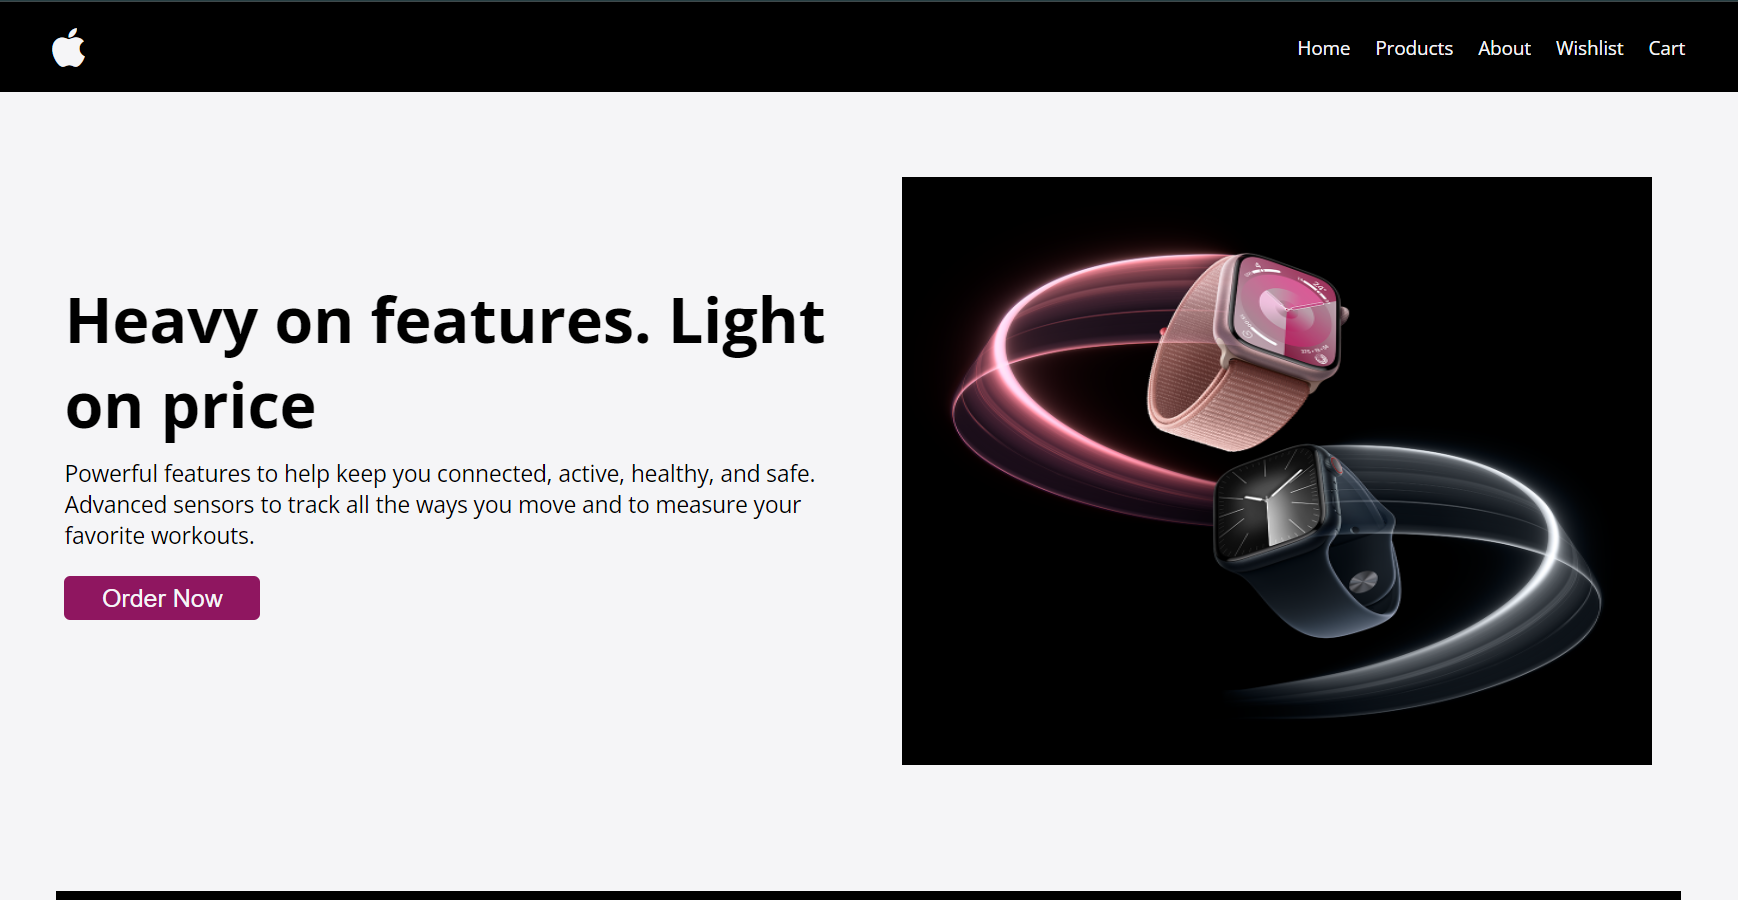 Home Products About Wishlist Cart
Heavy on features. Light
on price
Powerful features to help keep you connected, active, healthy, and safe.
Advanced sensors to track all the ways you move and to measure your
favorite workouts.
Order Now